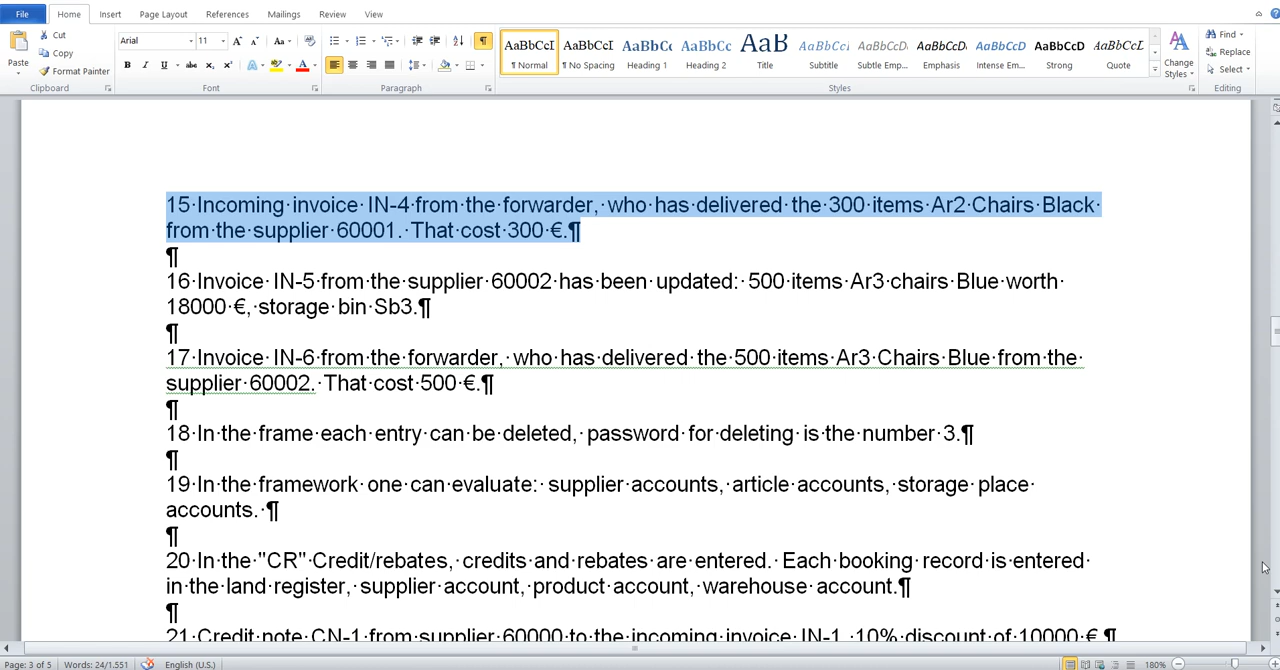 File Home Insert Page Layout References Mailings Review View
Paste
Cut
Copy
Format Painter
Clipboard
Arial 11
Font
Paragraph
AaBbCcI AaBbCcI AaBbCc AaBbCc AaB AaBbCcI AaBbCcD AaBbCcD AaBbCcD AaBbCcD AaBbCcL
¶ Normal ¶ No Spacing Heading 1 Heading 2 Title Subtitle Subtle Emp... Emphasis Intense Em... Strong Quote
Styles
Change
Styles
Find
Replace
Select
Editing
15·Incoming·invoice·IN-4·from·the·forwarder,·who·has·delivered·the·300·items·Ar2·Chairs·Black·
from·the·supplier·60001.·That·cost·300·€.¶
¶
16·Invoice·IN-5·from·the·supplier·60002·has·been·updated:·500·items·Ar3·chairs·Blue·worth·
18000·€,·storage·bin·Sb3.¶
¶
17·Invoice·IN-6·from·the·forwarder,·who·has·delivered·the·500·items·Ar3·Chairs·Blue·from·the·
supplier·60002.·That·cost·500·€.¶
¶
18·In·the·frame·each·entry·can·be·deleted,·password·for·deleting·is·the·number·3.¶
¶
19·In·the·framework·one·can·evaluate:·supplier·accounts,·article·accounts,·storage·place·
accounts.·¶
¶
20·In·the·"CR"·Credit/rebates,·credits·and·rebates·are·entered.·Each·booking·record·is·entered·
in·the·land·register,·supplier·account,·product·account,·warehouse·account.¶
¶
21·Credit·note·CN-1·from·supplier·60000·to·the·incoming·invoice·IN-1,·10%·discount·of·10000·€.¶
Page: 3 of 5 Words: 24/1.551 English (U.S.) 180%